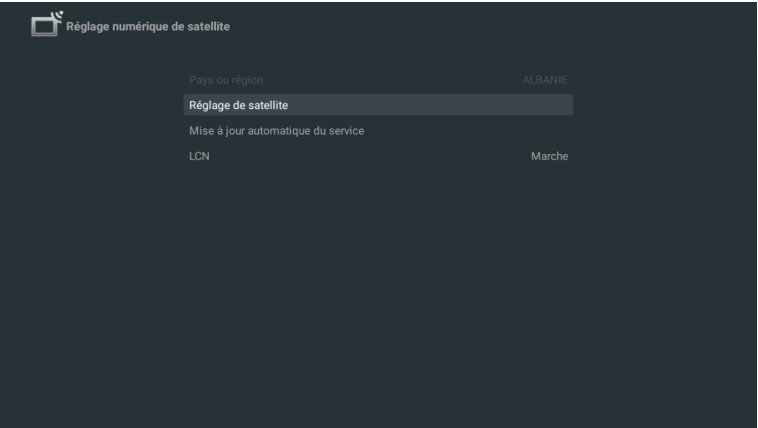 Réglage numérique de satellite
Pays ou région ALBANIE
Réglage de satellite
Mise à jour automatique du service
LCN Marche